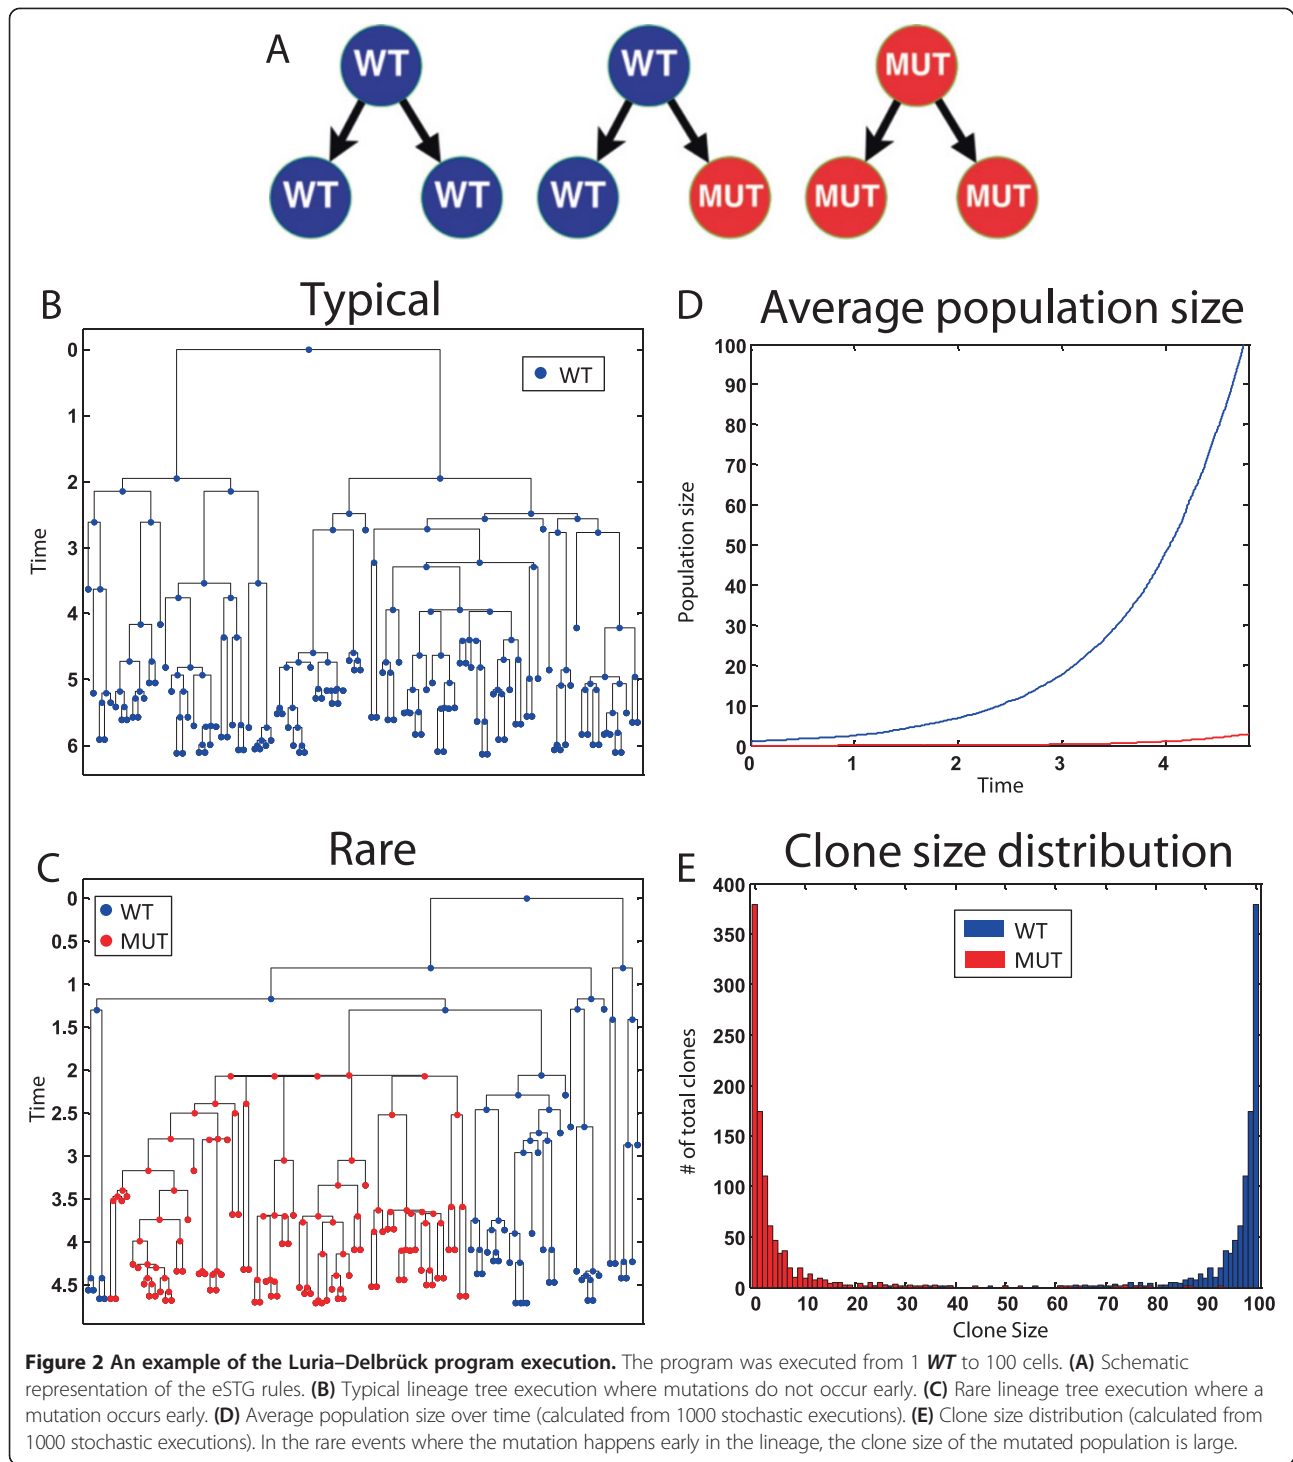 A
WT
WT
MUT
WT
WT
WT
MUT
MUT
MUT
B
Typical
0
1
2
3
4
5
6
Time
WT
D
Average population size
100
90
80
70
60
50
40
30
20
10
0
Population size
0 1 2 3 4
Time
C
Rare
0
0.5
1
1.5
2
2.5
3
3.5
4
4.5
Time
WT
MUT
E
Clone size distribution
400
350
300
250
200
150
100
50
0
# of total clones
WT
MUT
0 10 20 30 40 50 60 70 80 90 100
Clone Size
Figure 2 An example of the Luria–Delbrück program execution. The program was executed from 1 WT to 100 cells. (A) Schematic
representation of the eSTG rules. (B) Typical lineage tree execution where mutations do not occur early. (C) Rare lineage tree execution where a
mutation occurs early. (D) Average population size over time (calculated from 1000 stochastic executions). (E) Clone size distribution (calculated from
1000 stochastic executions). In the rare events where the mutation happens early in the lineage, the clone size of the mutated population is large.